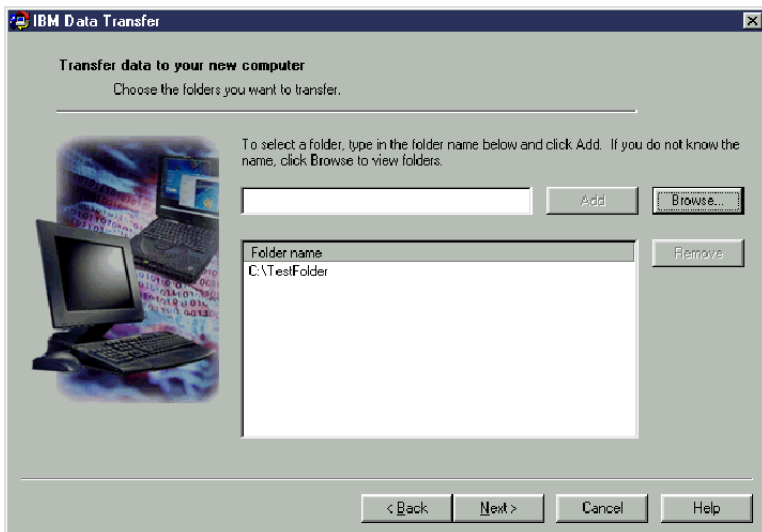 IBM Data Transfer
Transfer data to your new computer
Choose the folders you want to transfer.
To select a folder, type in the folder name below and click Add. If you do not know the
name, click Browse to view folders.
Add
Browse...
Folder name
Remove
C:\TestFolder
< Back
Next >
Cancel
Help